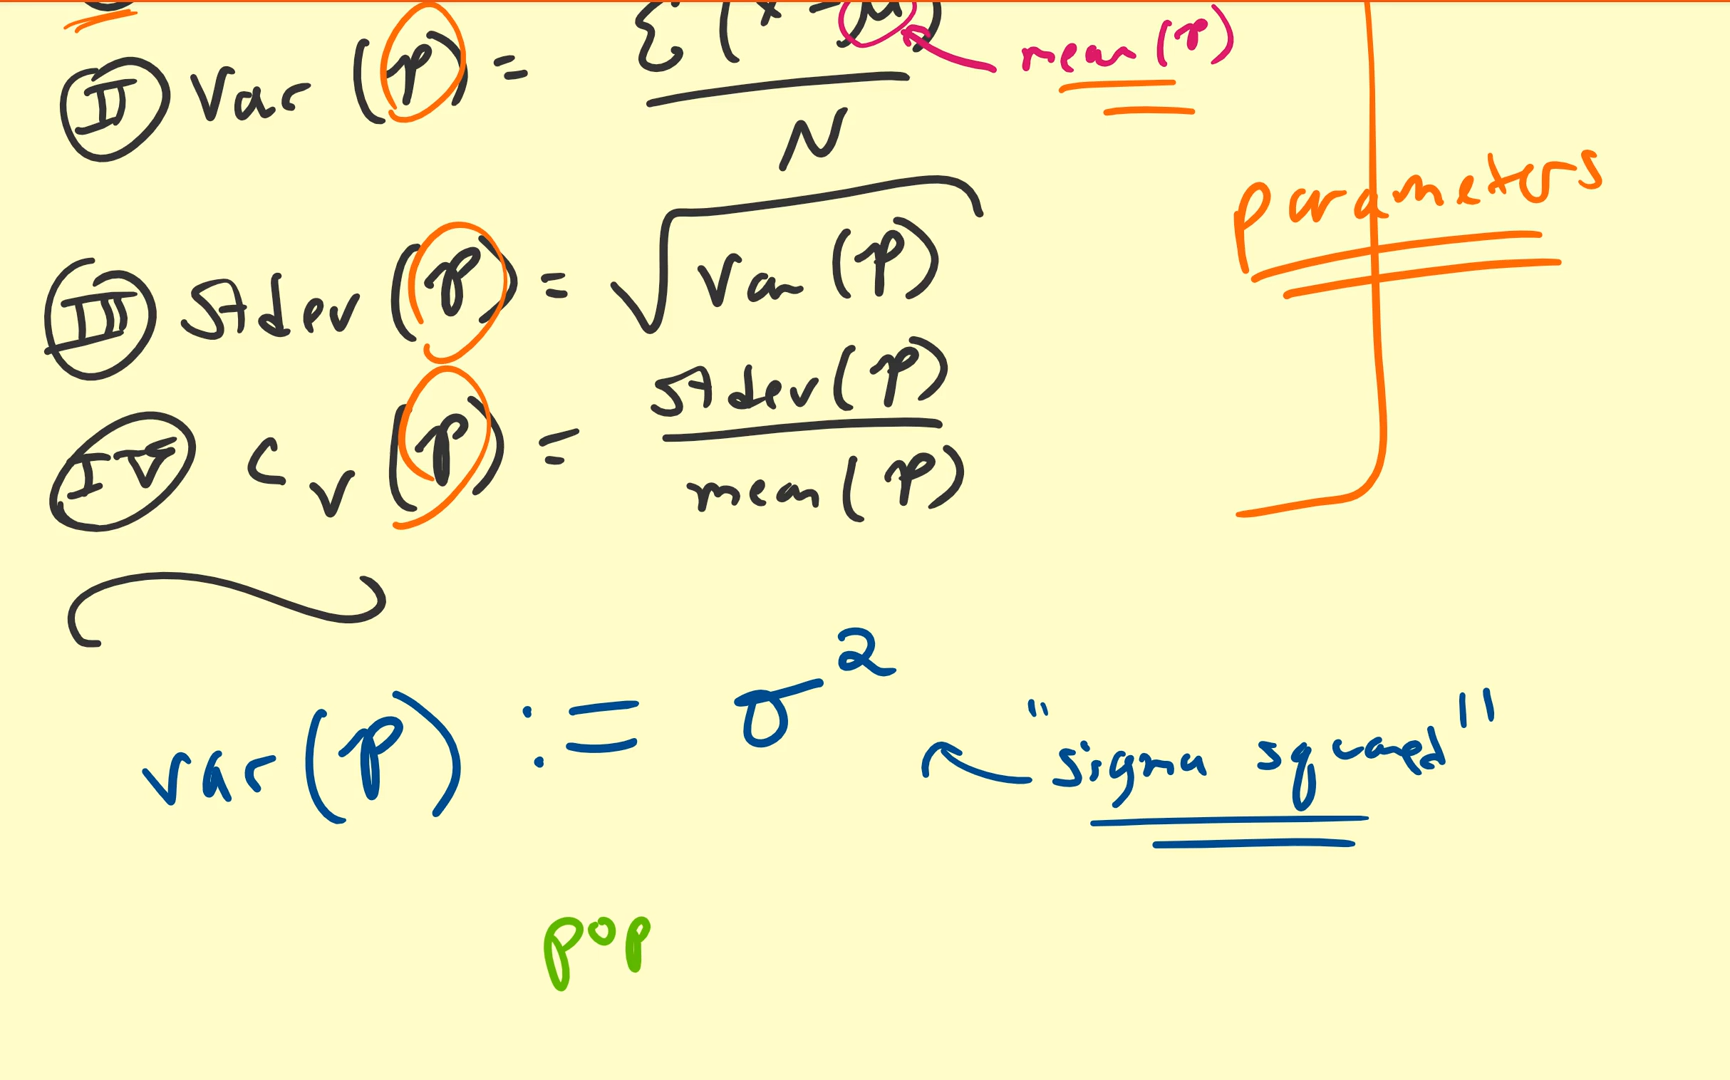 II Var (p) = Σ (x - μ) / N mean (p)
parameters
III Stdev (p) = √Var (p)
IV Cv (p) = stdev (p) / mean (p)
var (p) := σ² "sigma squared"
pop